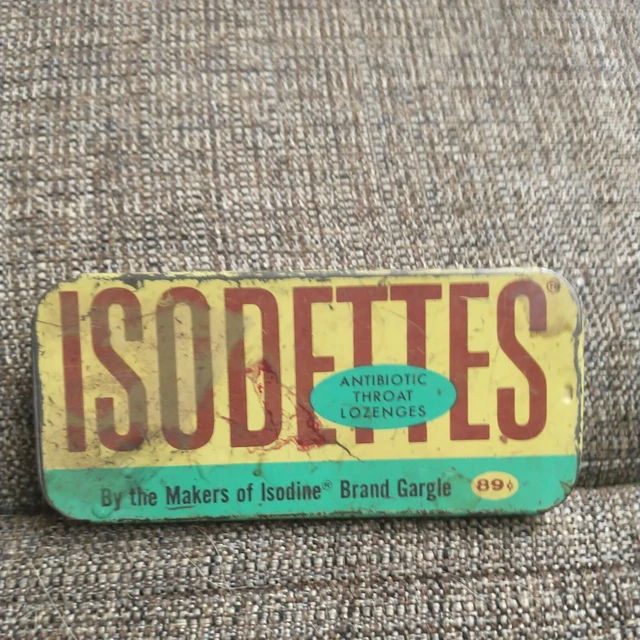 ISODETTES®
ANTIBIOTIC
THROAT
LOZENGES
By the Makers of Isodine® Brand Gargle
89¢